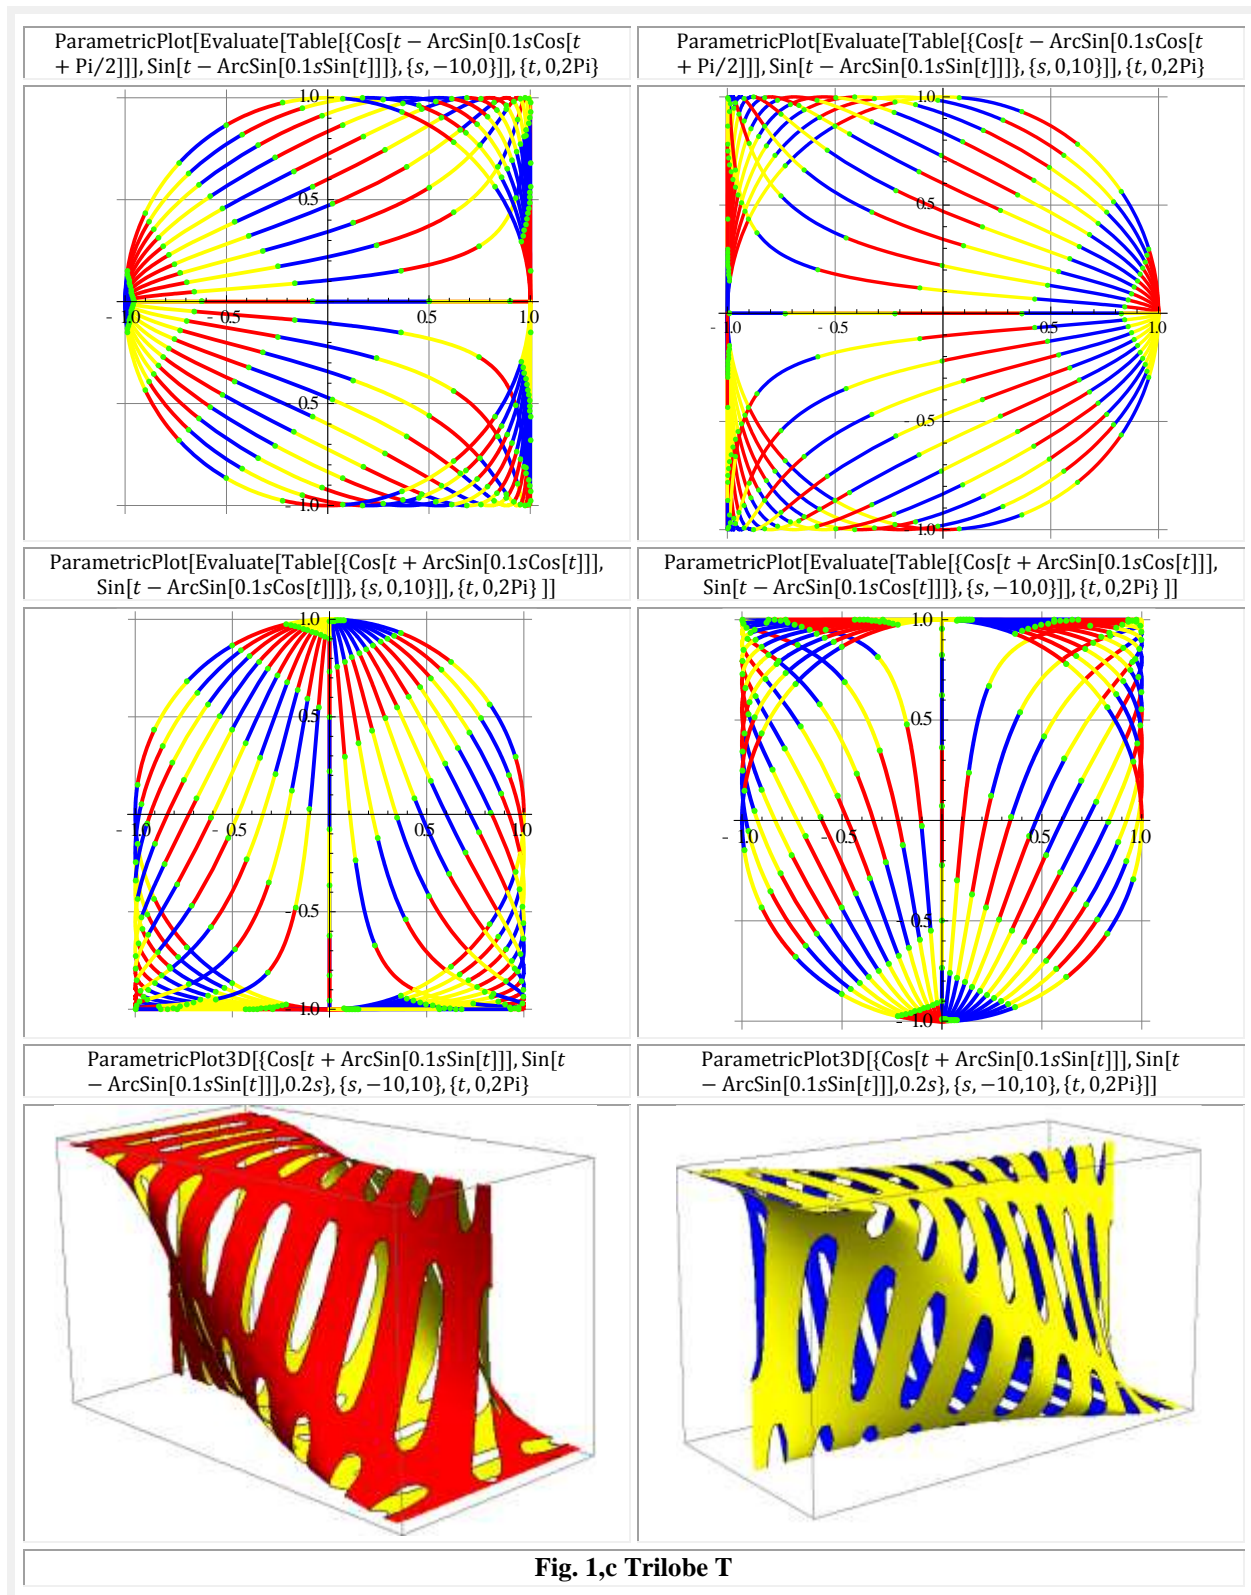 ParametricPlot[Evaluate[Table[{Cos[t − ArcSin[0.1sCos[t
+ Pi/2]]], Sin[t − ArcSin[0.1sSin[t]]]}, {s, −10,0}]], {t, 0,2Pi}
ParametricPlot[Evaluate[Table[{Cos[t − ArcSin[0.1sCos[t
+ Pi/2]]], Sin[t − ArcSin[0.1sSin[t]]]}, {s, 0,10}]], {t, 0,2Pi}
1.0
0.5
- 1.0 - 0.5 0.5 1.0
- 0.5
- 1.0
1.0
0.5
- 1.0 - 0.5 0.5 1.0
- 0.5
- 1.0
ParametricPlot[Evaluate[Table[{Cos[t + ArcSin[0.1sCos[t]]],
Sin[t − ArcSin[0.1sCos[t]]]}, {s, 0,10}]], {t, 0,2Pi} ]]
ParametricPlot[Evaluate[Table[{Cos[t + ArcSin[0.1sCos[t]]],
Sin[t − ArcSin[0.1sCos[t]]]}, {s, −10,0}]], {t, 0,2Pi} ]]
1.0
0.5
- 1.0 - 0.5 0.5 1.0
- 0.5
- 1.0
1.0
0.5
- 1.0 - 0.5 0.5 1.0
- 0.5
- 1.0
ParametricPlot3D[{Cos[t + ArcSin[0.1sSin[t]]], Sin[t
− ArcSin[0.1sSin[t]]],0.2s}, {s, −10,10}, {t, 0,2Pi}
ParametricPlot3D[{Cos[t + ArcSin[0.1sSin[t]]], Sin[t
− ArcSin[0.1sSin[t]]],0.2s}, {s, −10,10}, {t, 0,2Pi}]]
Fig. 1,c Trilobe T